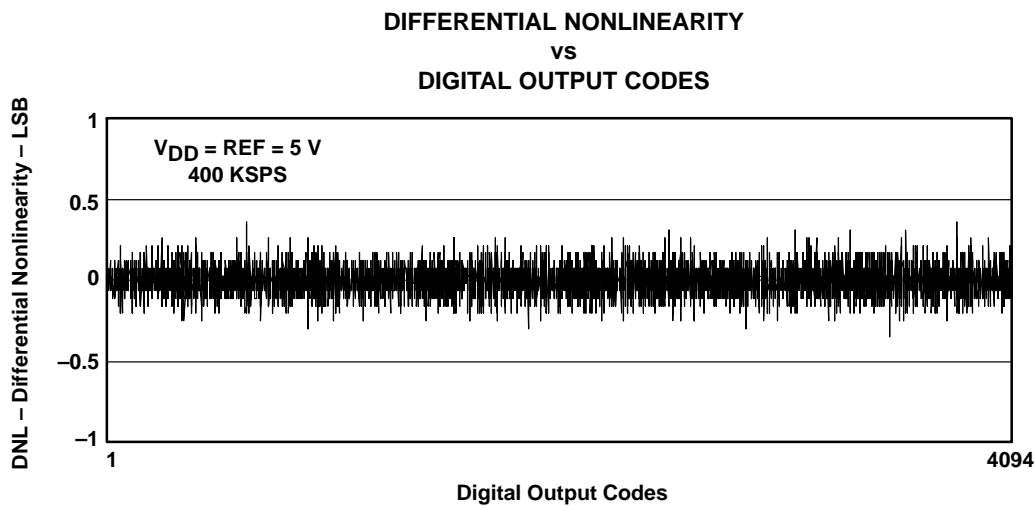 DIFFERENTIAL NONLINEARITY
vs
DIGITAL OUTPUT CODES
DNL – Differential Nonlinearity – LSB
1
VDD = REF = 5 V
400 KSPS
0.5
0
–0.5
–1
1
4094
Digital Output Codes